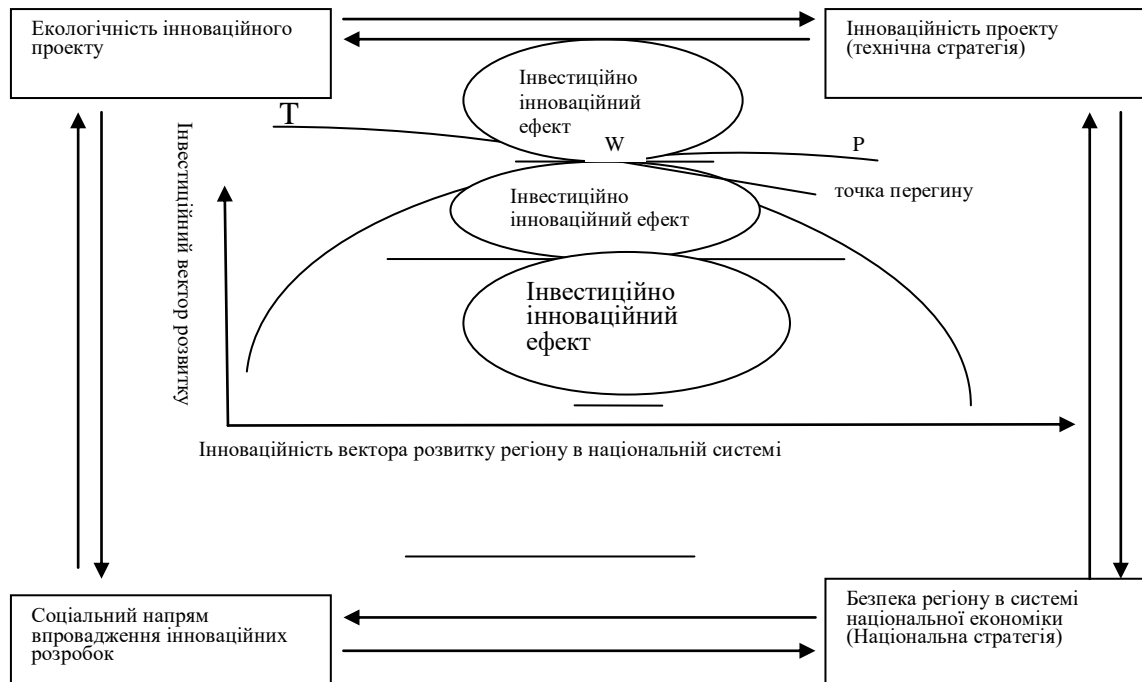 Екологічність інноваційного
проекту
Інноваційність проекту
(технічна стратегія)
Інвестиційно
інноваційний
ефект
T
W
P
точка перегину
Інвестиційно
інноваційний ефект
Інвестиційно
інноваційний
ефект
Інвестиційний вектор розвитку
Інноваційність вектора розвитку регіону в національній системі
Соціальний напрям
впровадження інноваційних
розробок
Безпека регіону в системі
національної економіки
(Національна стратегія)